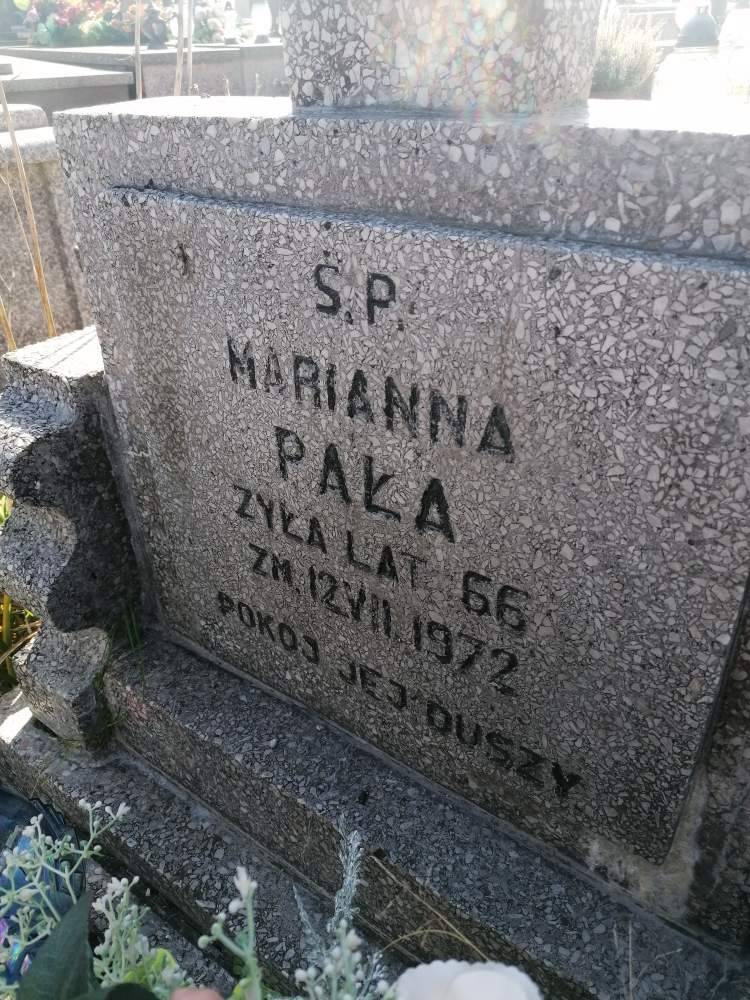 Ś.P.
MARIANNA
PAŁA
ŻYŁA LAT 66
ZM. 12 VII. 1972
POKÓJ JEJ DUSZY